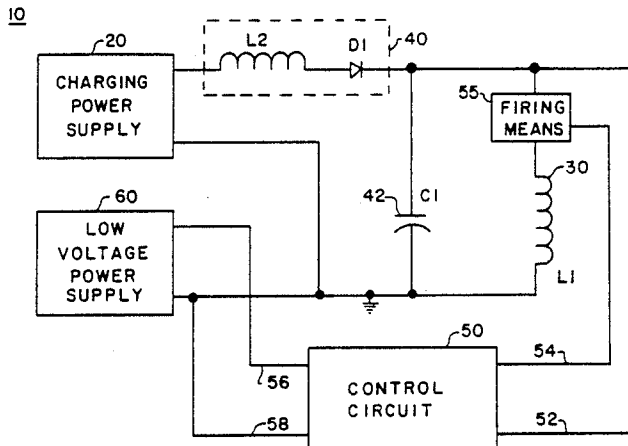 10
20
CHARGING
POWER
SUPPLY
L2
D1
40
55
FIRING
MEANS
30
42
C1
L1
60
LOW
VOLTAGE
POWER
SUPPLY
50
CONTROL
CIRCUIT
56
58
54
52